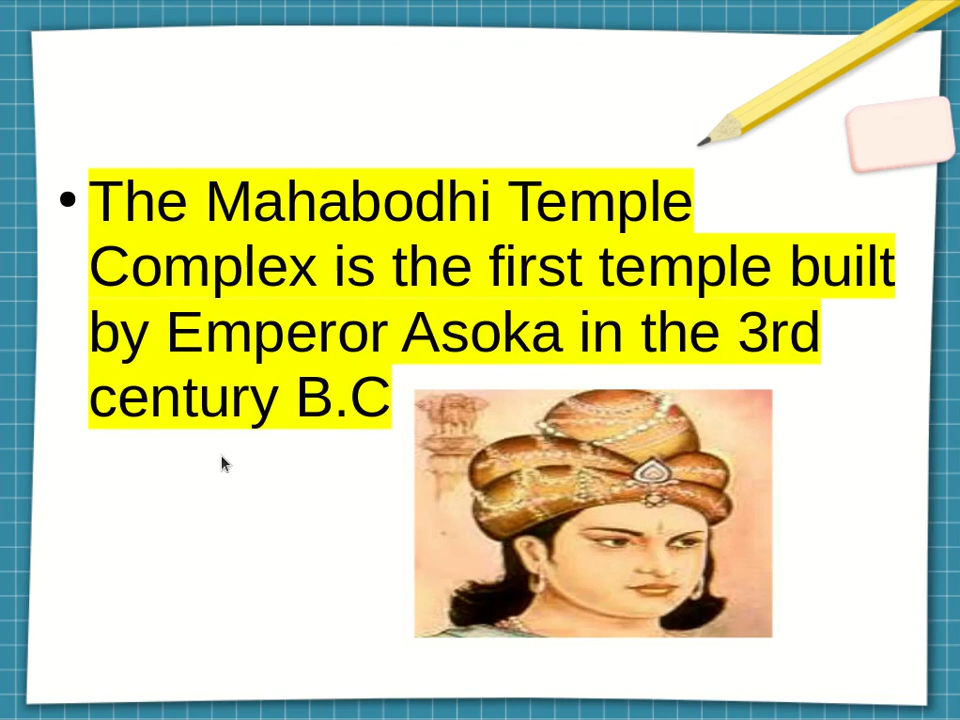 • The Mahabodhi Temple
Complex is the first temple built
by Emperor Asoka in the 3rd
century B.C